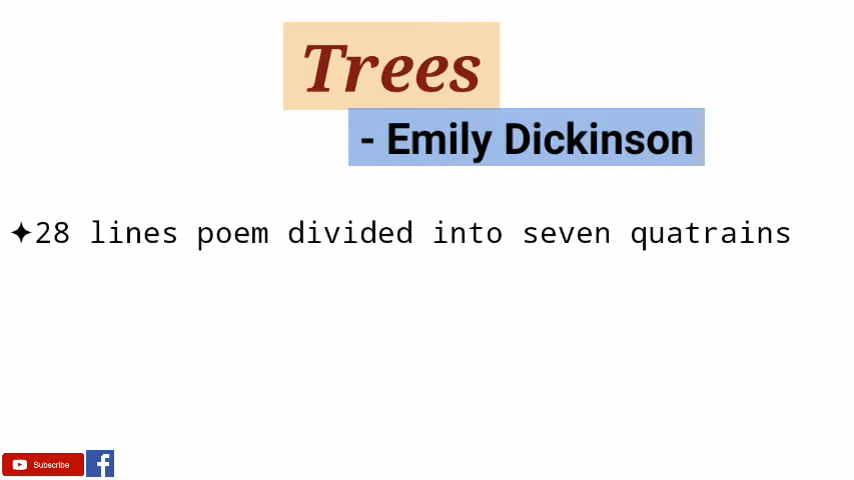 Trees
- Emily Dickinson
✦28 lines poem divided into seven quatrains
Subscribe
f